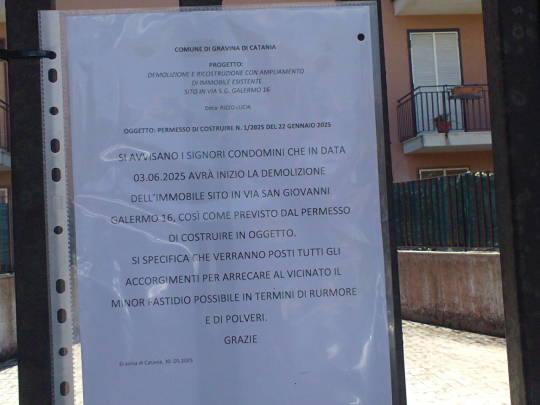 COMUNE DI GRAVINA DI CATANIA
PROGETTO:
DEMOLIZIONE E RICOSTRUZIONE CON AMPLIAMENTO
DI IMMOBILE ESISTENTE
SITO IN VIA S.G. GALERMO 16
Ditta: RIZZO LUCIA
OGGETTO: PERMESSO DI COSTRUIRE N. 1/2025 DEL 22 GENNAIO 2025
SI AVVISANO I SIGNORI CONDOMINI CHE IN DATA
03.06.2025 AVRÀ INIZIO LA DEMOLIZIONE
DELL'IMMOBILE SITO IN VIA SAN GIOVANNI
GALERMO 16, COSÌ COME PREVISTO DAL PERMESSO
DI COSTRUIRE IN OGGETTO.
SI SPECIFICA CHE VERRANNO POSTI TUTTI GLI
ACCORGIMENTI PER ARRECARE AL VICINATO IL
MINOR FASTIDIO POSSIBILE IN TERMINI DI RURMORE
E DI POLVERI.
GRAZIE
Gravina di Catania, 30.05.2025